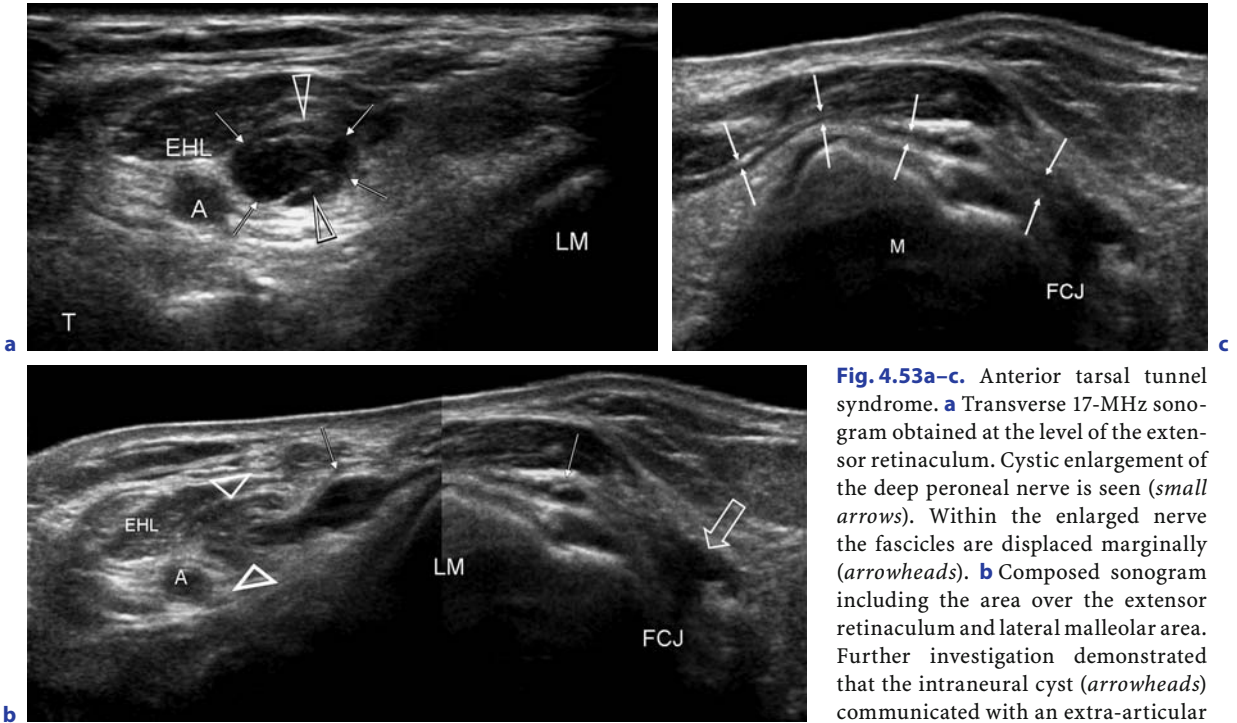 EHL
A
T
LM
a
M
FCJ
c
EHL
A
LM
FCJ
b
Fig. 4.53a–c. Anterior tarsal tunnel
syndrome. a Transverse 17-MHz sono-
gram obtained at the level of the exten-
sor retinaculum. Cystic enlargement of
the deep peroneal nerve is seen (small
arrows). Within the enlarged nerve
the fascicles are displaced marginally
(arrowheads). b Composed sonogram
including the area over the extensor
retinaculum and lateral malleolar area.
Further investigation demonstrated
that the intraneural cyst (arrowheads)
communicated with an extra-articular